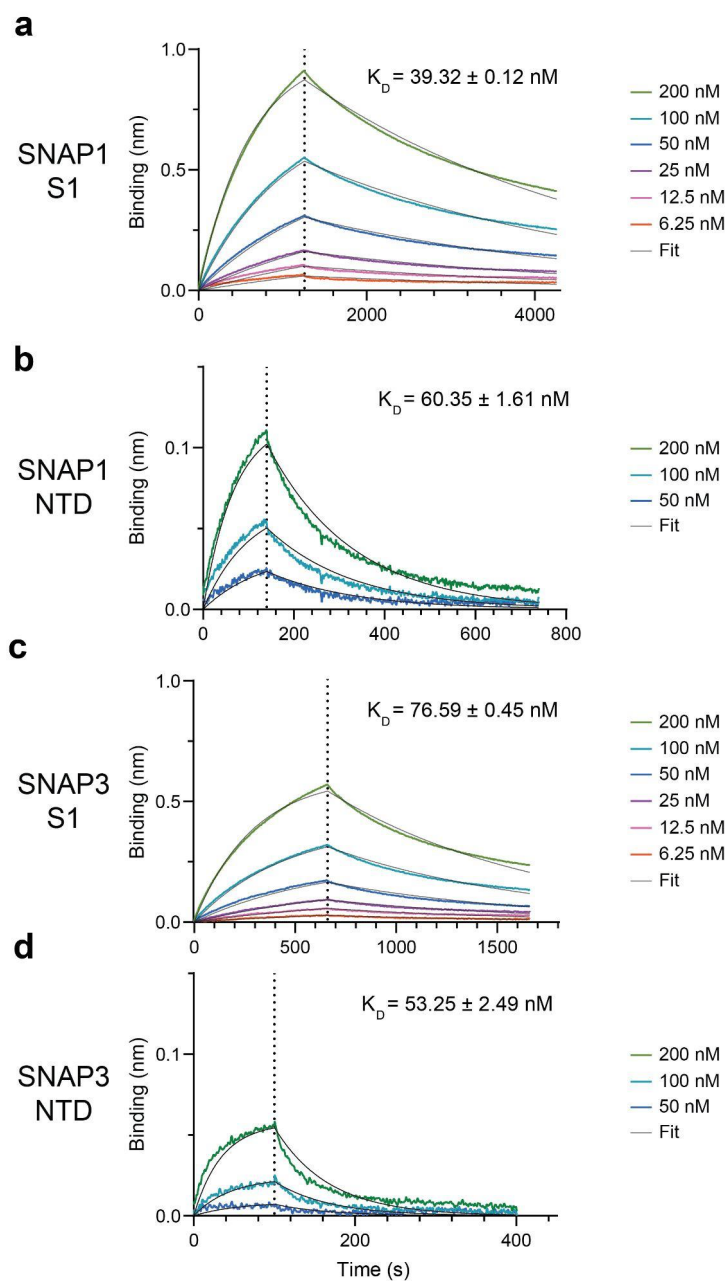 a
SNAP1
S1
Binding (nm)
1.0
0.5
0.0
0
2000
4000
K_D = 39.32 ± 0.12 nM
200 nM
100 nM
50 nM
25 nM
12.5 nM
6.25 nM
Fit
b
SNAP1
NTD
Binding (nm)
0.1
0.0
0
200
400
600
800
K_D = 60.35 ± 1.61 nM
200 nM
100 nM
50 nM
Fit
c
SNAP3
S1
Binding (nm)
1.0
0.5
0.0
0
500
1000
1500
K_D = 76.59 ± 0.45 nM
200 nM
100 nM
50 nM
25 nM
12.5 nM
6.25 nM
Fit
d
SNAP3
NTD
Binding (nm)
0.1
0.0
0
200
400
K_D = 53.25 ± 2.49 nM
200 nM
100 nM
50 nM
Fit
Time (s)